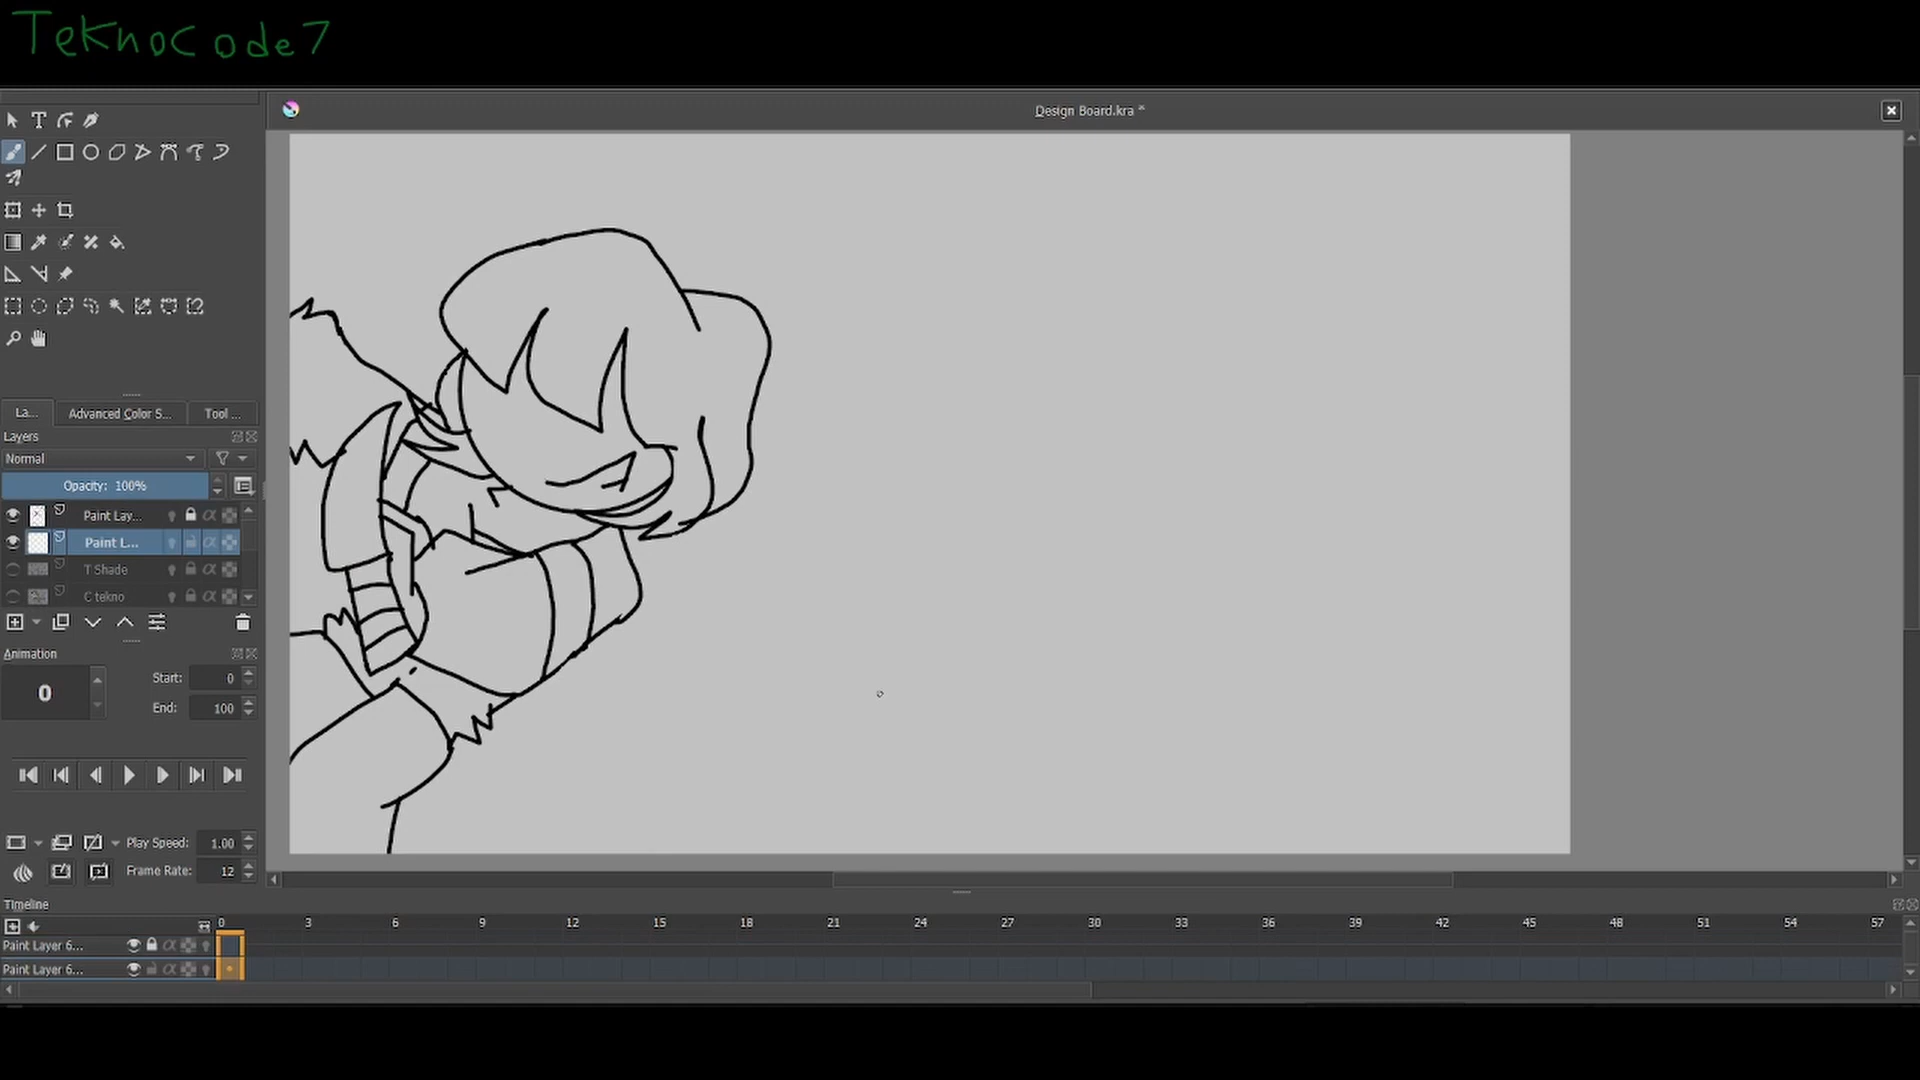 TeknoCode7
Design Board.kra *
La...
Advanced Color S...
Tool ...
Layers
Normal
Opacity: 100%
Paint Lay...
Paint L...
T Shade
C tekno
Animation
0
Start: 0
End: 100
Play Speed: 1.00
Frame Rate: 12
Timeline
0 3 6 9 12 15 18 21 24 27 30 33 36 39 42 45 48 51 54 57
Paint Layer 6...
Paint Layer 6...